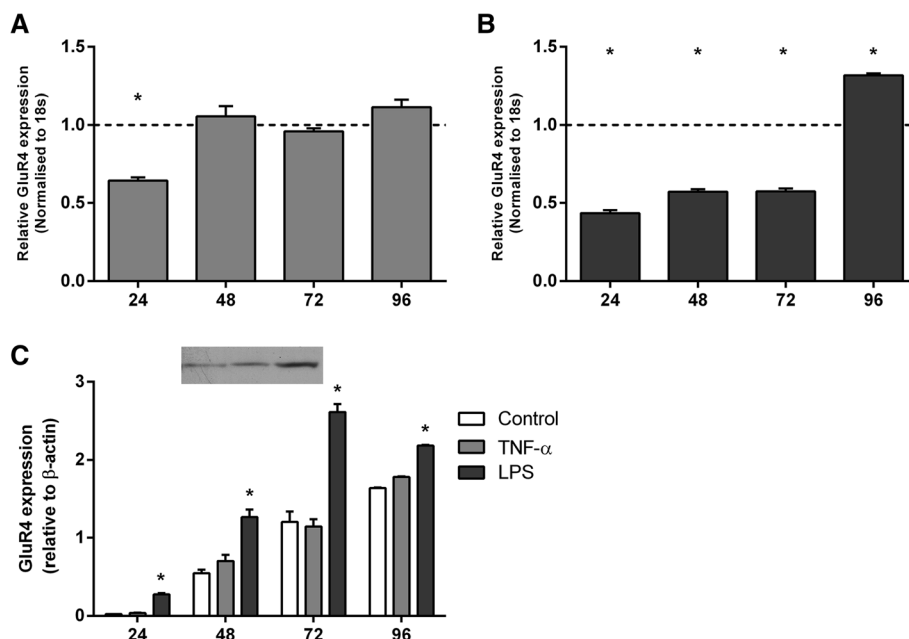 A
Relative GluR4 expression
(Normalised to 18s)
1.5
1.0
0.5
0.0
*
24 48 72 96
B
Relative GluR4 expression
(Normalised to 18s)
1.5
1.0
0.5
0.0
* * * *
24 48 72 96
C
GluR4 expression
(relative to β-actin)
3
2
1
0
* * * *
24 48 72 96
Control
TNF-α
LPS